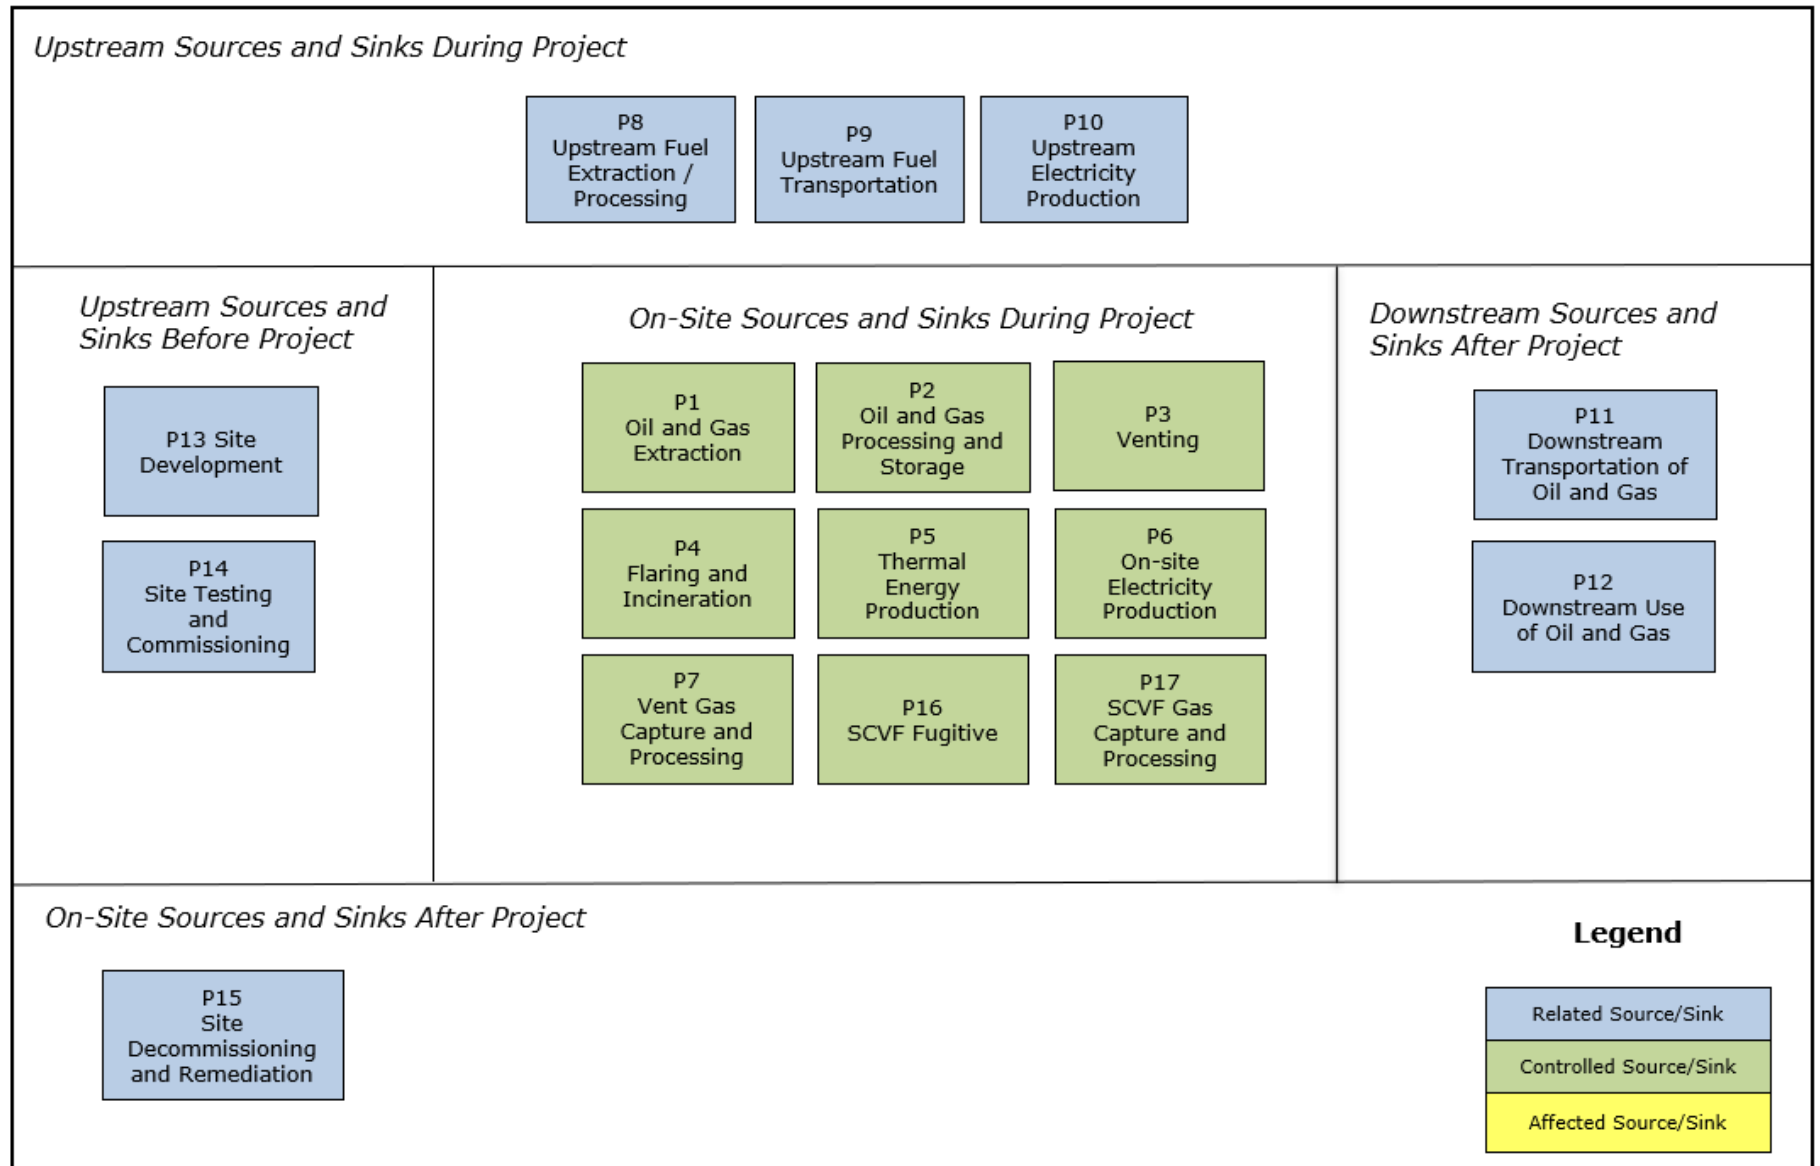 Upstream Sources and Sinks During Project
P8
Upstream Fuel
Extraction /
Processing
P9
Upstream Fuel
Transportation
P10
Upstream
Electricity
Production
Upstream Sources and
Sinks Before Project
P13 Site
Development
P14
Site Testing
and
Commissioning
On-Site Sources and Sinks During Project
P1
Oil and Gas
Extraction
P2
Oil and Gas
Processing and
Storage
P3
Venting
P4
Flaring and
Incineration
P5
Thermal
Energy
Production
P6
On-site
Electricity
Production
P7
Vent Gas
Capture and
Processing
P16
SCVF Fugitive
P17
SCVF Gas
Capture and
Processing
Downstream Sources and
Sinks After Project
P11
Downstream
Transportation of
Oil and Gas
P12
Downstream Use
of Oil and Gas
On-Site Sources and Sinks After Project
P15
Site
Decommissioning
and Remediation
Legend
Related Source/Sink
Controlled Source/Sink
Affected Source/Sink